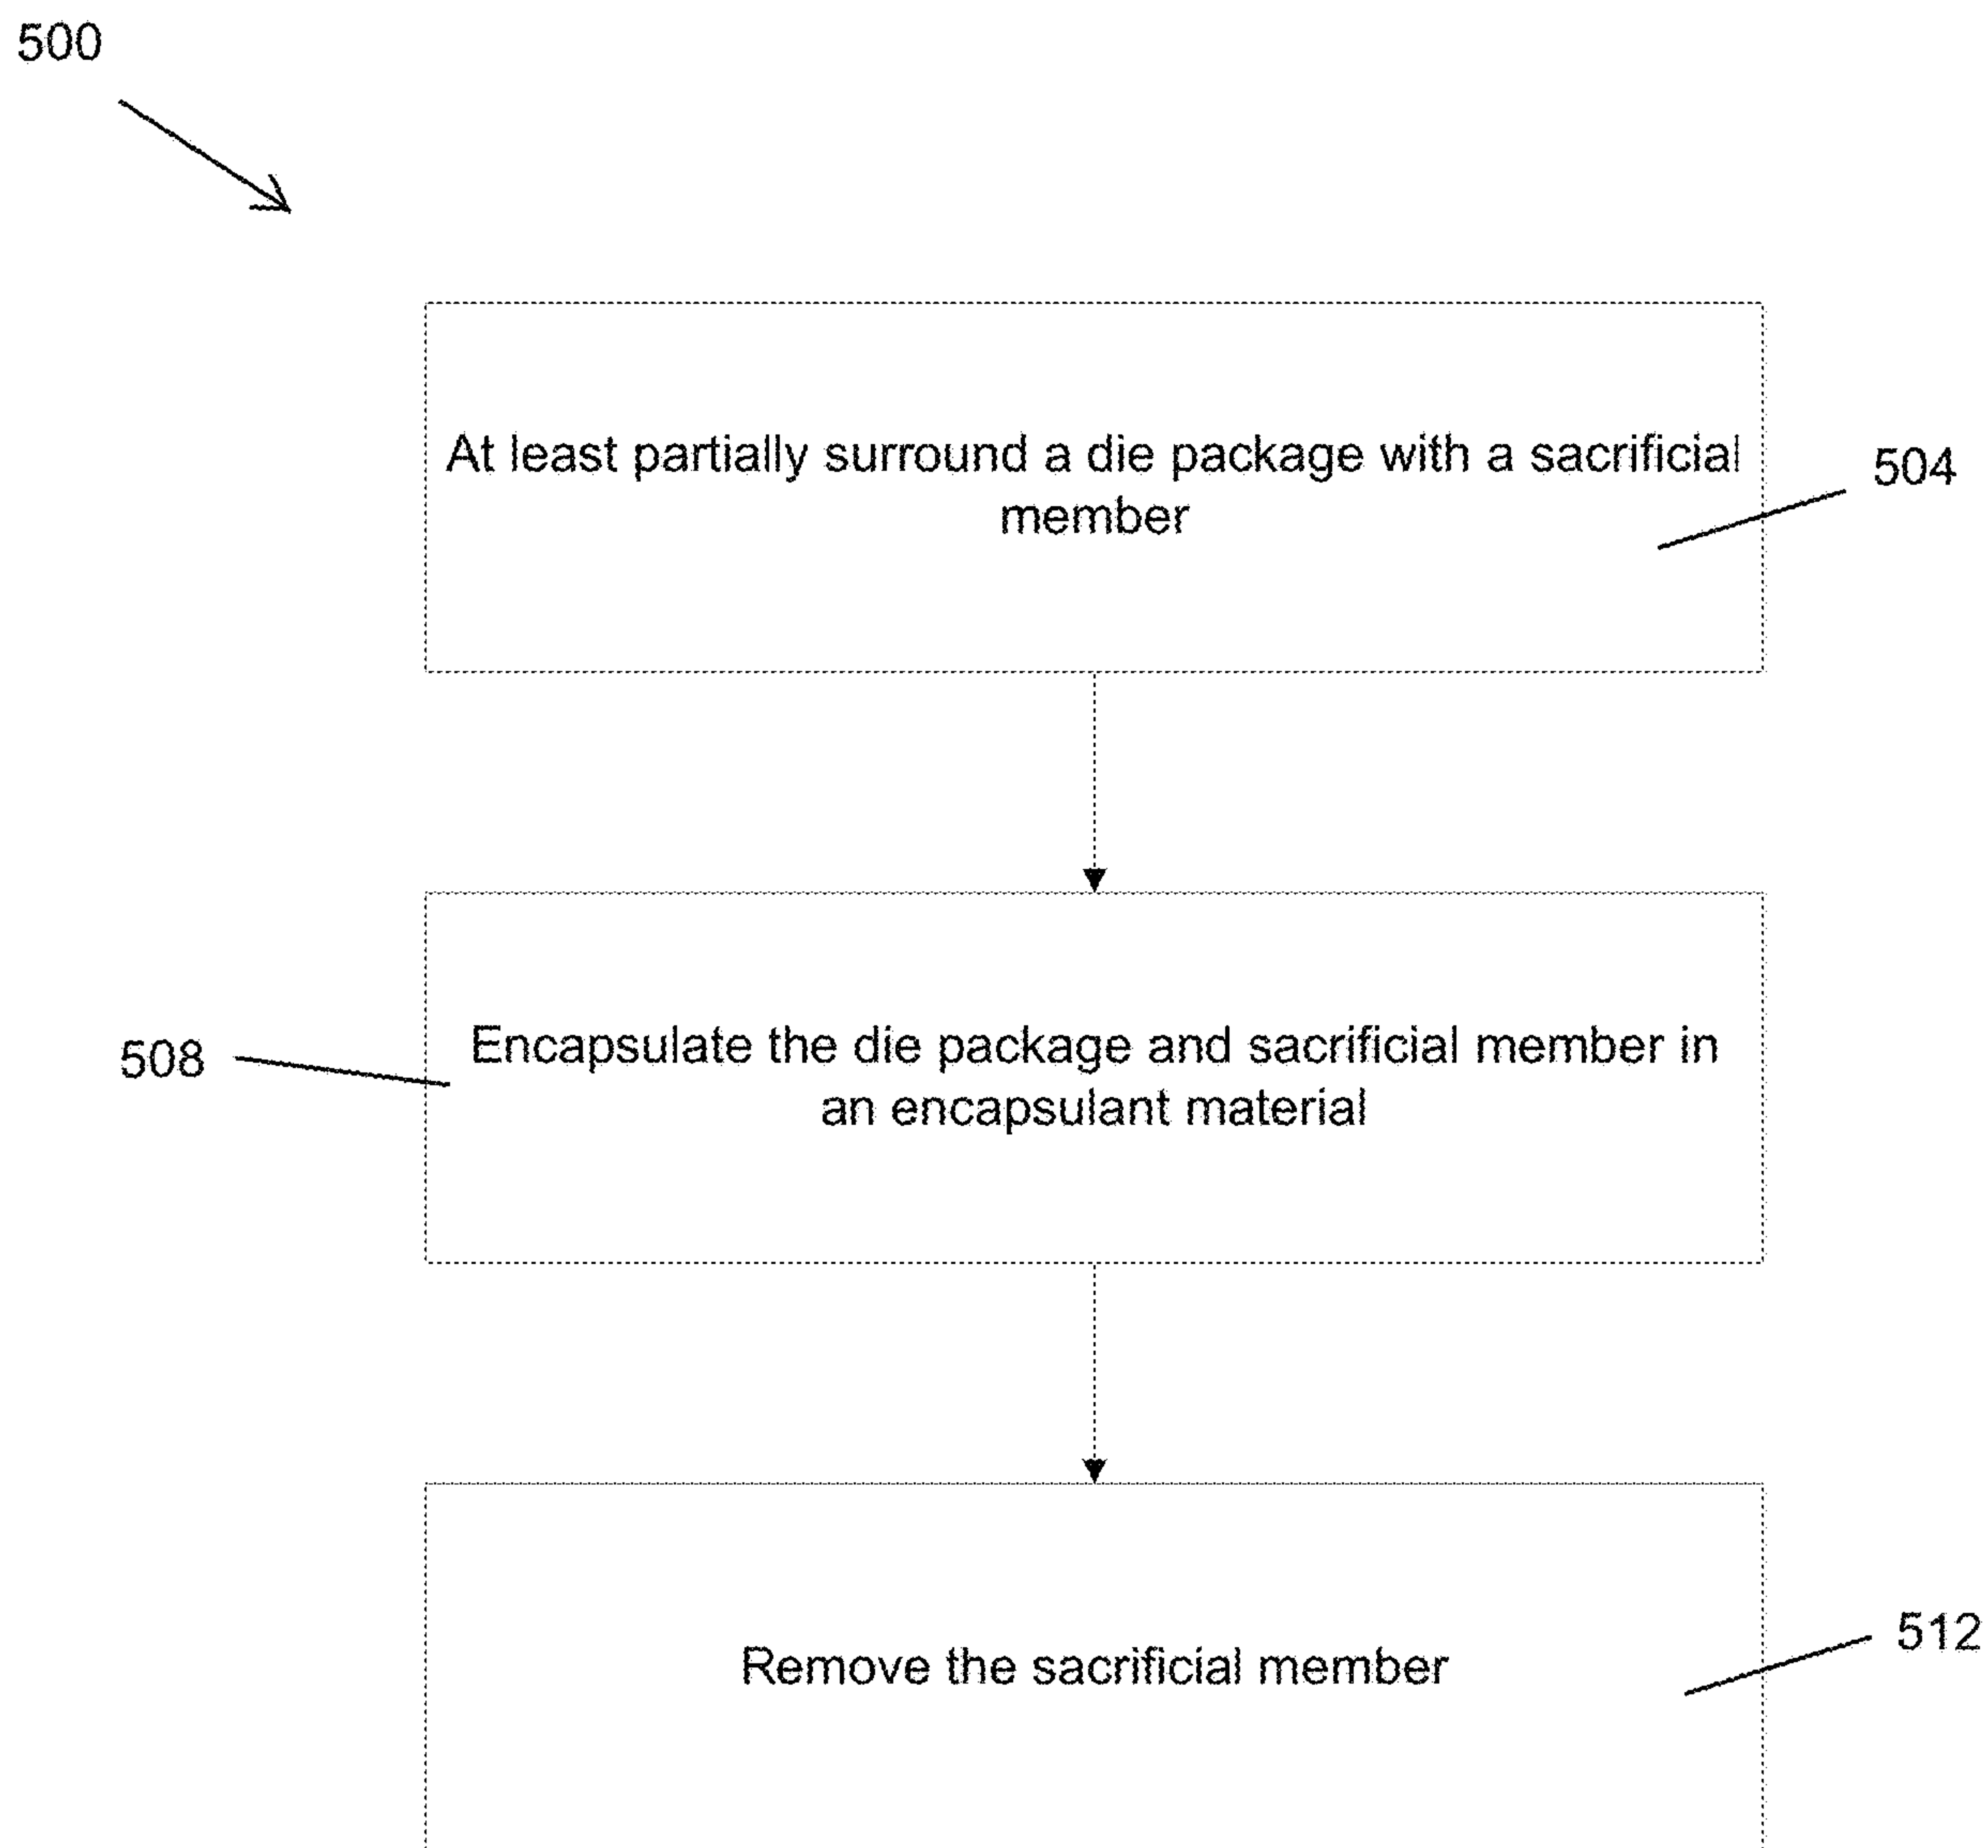 500
At least partially surround a die package with a sacrificial
member
504
508
Encapsulate the die package and sacrificial member in
an encapsulant material
Remove the sacrificial member
512